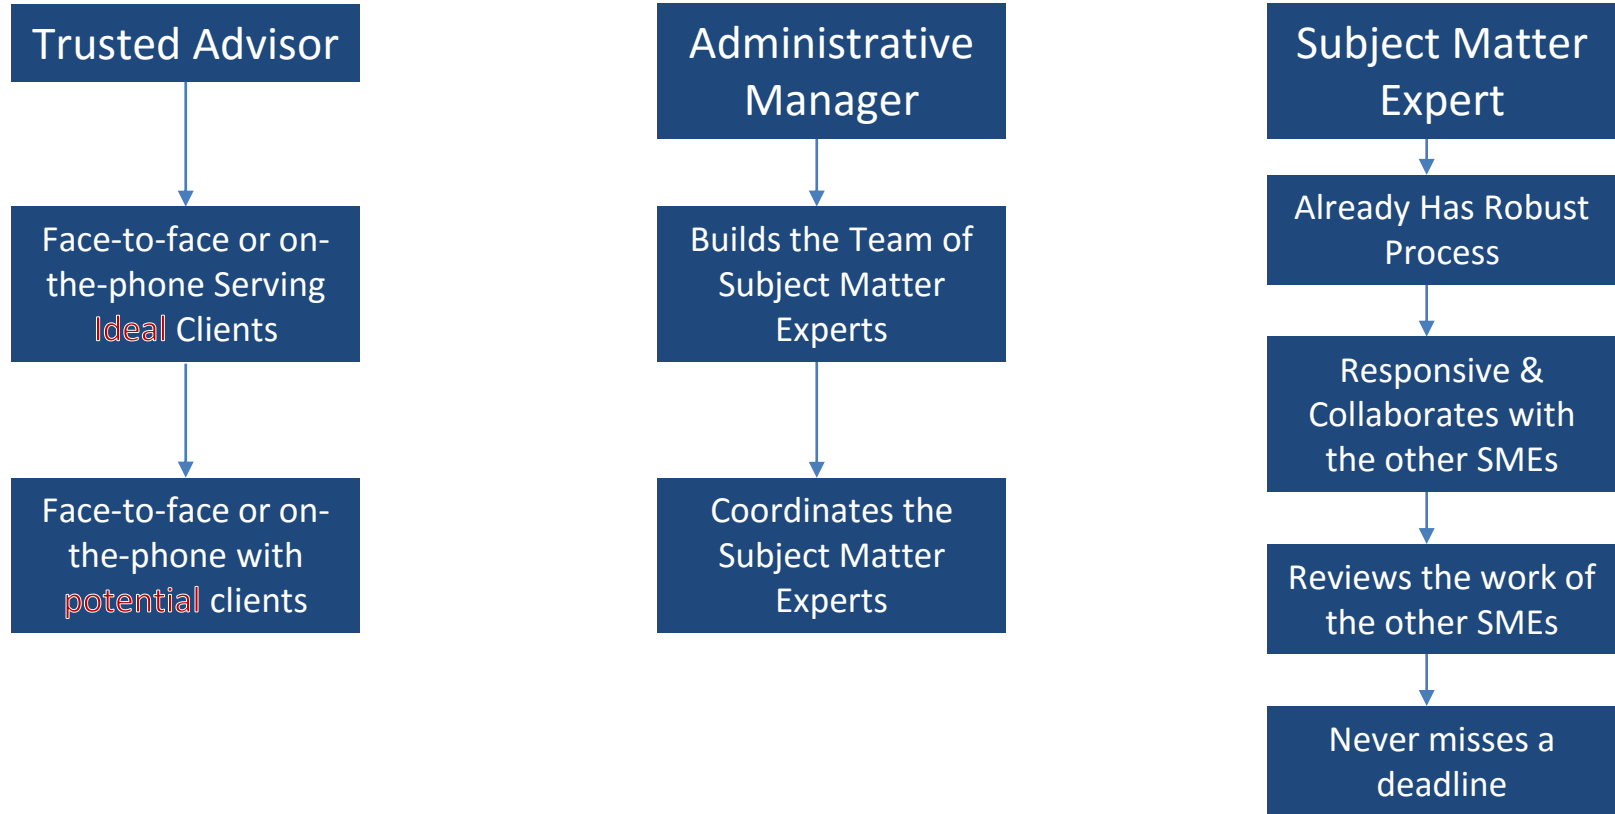 Trusted Advisor
Face-to-face or on-
the-phone Serving
Ideal Clients
Face-to-face or on-
the-phone with
potential clients
Administrative
Manager
Builds the Team of
Subject Matter
Experts
Coordinates the
Subject Matter
Experts
Subject Matter
Expert
Already Has Robust
Process
Responsive &
Collaborates with
the other SMEs
Reviews the work of
the other SMEs
Never misses a
deadline